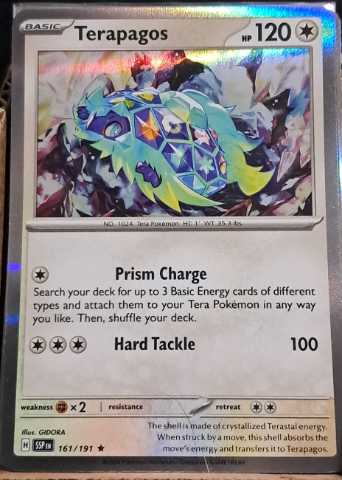 BASIC
Terapagos
HP 120
NO. 1024 Tera Pokémon HT: 1' WT: 35.3 lbs.
Prism Charge
Search your deck for up to 3 Basic Energy cards of different
types and attach them to your Tera Pokémon in any way
you like. Then, shuffle your deck.
Hard Tackle 100
weakness ×2 resistance retreat
Illus. GIDORA
H SSP EN 161/191 ★
The shell is made of crystallized Terastal energy.
When struck by a move, this shell absorbs the
move's energy and transfers it to Terapagos.